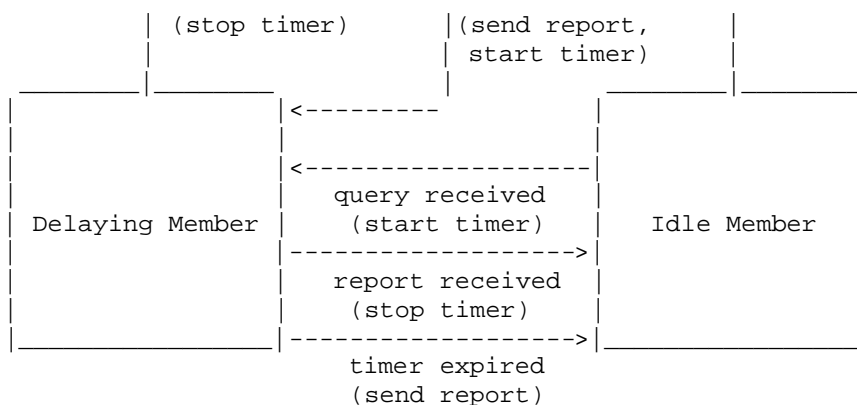 (stop timer) (send report,
start timer)
query received
Delaying Member (start timer) Idle Member
report received
(stop timer)
timer expired
(send report)